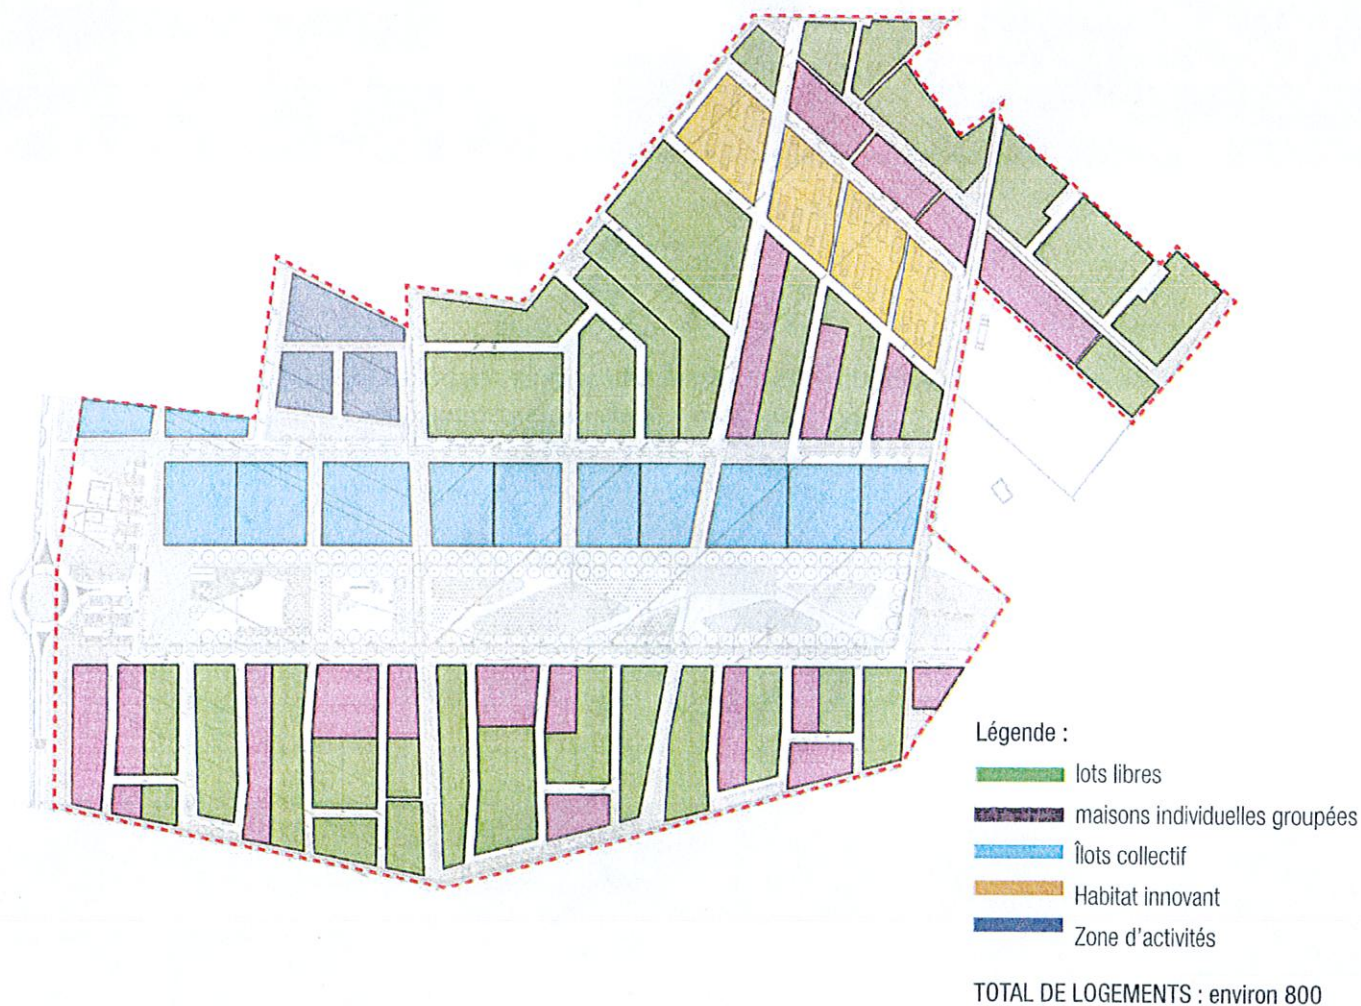 Légende :
lots libres
maisons individuelles groupées
Îlots collectif
Habitat innovant
Zone d'activités
TOTAL DE LOGEMENTS : environ 800